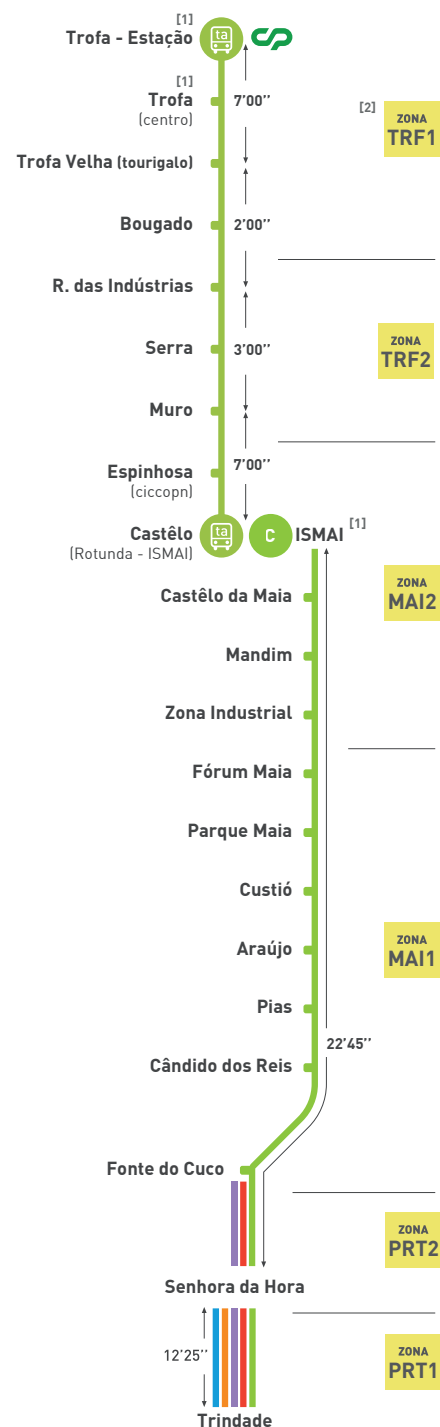 [1]
Trofa - Estação
ta
CP
[1]
Trofa
(centro)
7’00’’
[2]
ZONA
TRF1
Trofa Velha (tourigalo)
Bougado
2’00’’
R. das Indústrias
Serra
3’00’’
ZONA
TRF2
Muro
Espinhosa
(ciccopn)
7’00’’
Castêlo
(Rotunda - ISMAI)
ta
C
ISMAI [1]
Castêlo da Maia
ZONA
MAI2
Mandim
Zona Industrial
Fórum Maia
Parque Maia
Custió
Araújo
ZONA
MAI1
Pias
22’45’’
Cândido dos Reis
Fonte do Cuco
ZONA
PRT2
Senhora da Hora
12’25’’
ZONA
PRT1
Trindade